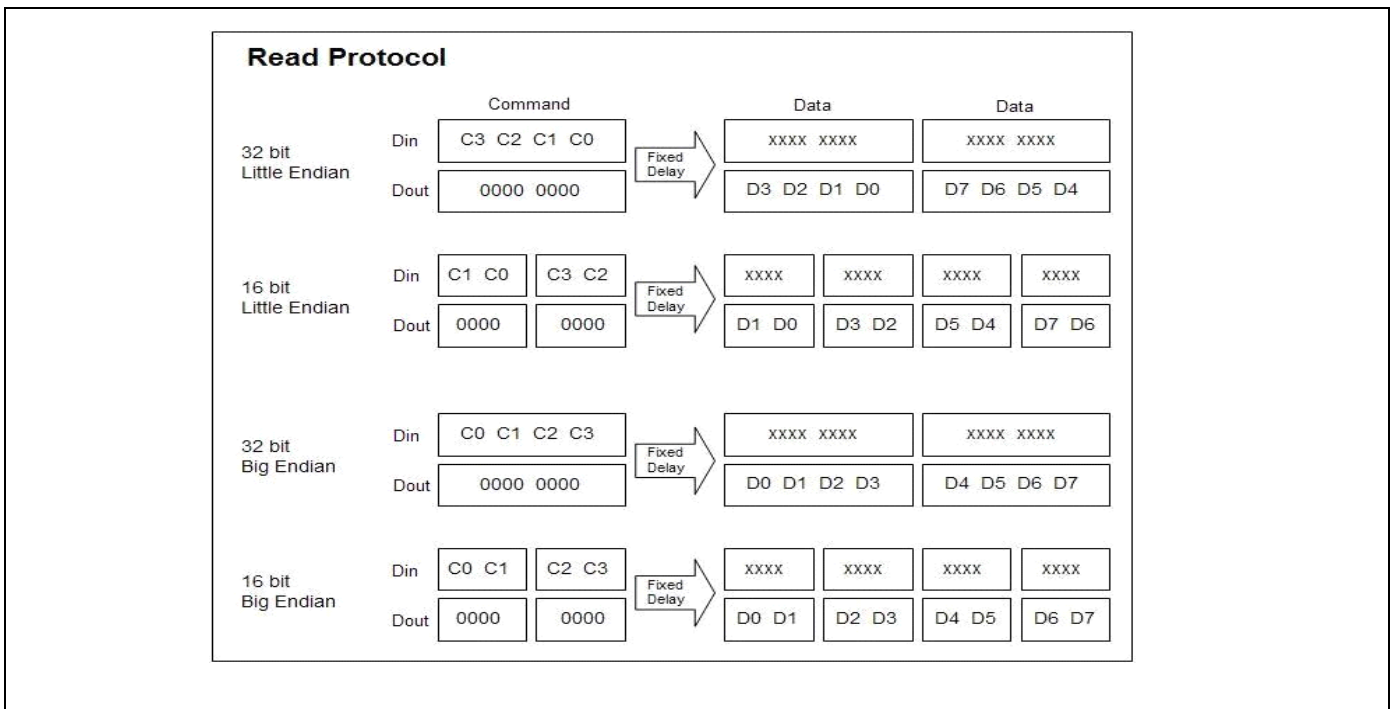 Read Protocol
Command Data Data
32 bit
Little Endian
Din C3 C2 C1 C0 xxxx xxxx xxxx xxxx
Fixed
Delay
Dout 0000 0000 D3 D2 D1 D0 D7 D6 D5 D4
16 bit
Little Endian
Din C1 C0 C3 C2 xxxx xxxx xxxx xxxx
Fixed
Delay
Dout 0000 0000 D1 D0 D3 D2 D5 D4 D7 D6
32 bit
Big Endian
Din C0 C1 C2 C3 xxxx xxxx xxxx xxxx
Fixed
Delay
Dout 0000 0000 D0 D1 D2 D3 D4 D5 D6 D7
16 bit
Big Endian
Din C0 C1 C2 C3 xxxx xxxx xxxx xxxx
Fixed
Delay
Dout 0000 0000 D0 D1 D2 D3 D4 D5 D6 D7